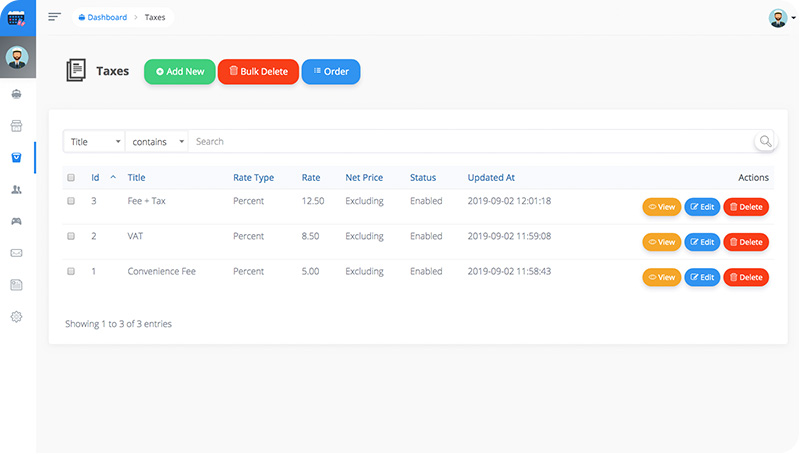 Dashboard > Taxes
Taxes Add New Bulk Delete Order
Title contains Search
Id Title Rate Type Rate Net Price Status Updated At Actions
3 Fee + Tax Percent 12.50 Excluding Enabled 2019-09-02 12:01:18 View Edit Delete
2 VAT Percent 8.50 Excluding Enabled 2019-09-02 11:59:08 View Edit Delete
1 Convenience Fee Percent 5.00 Excluding Enabled 2019-09-02 11:58:43 View Edit Delete
Showing 1 to 3 of 3 entries